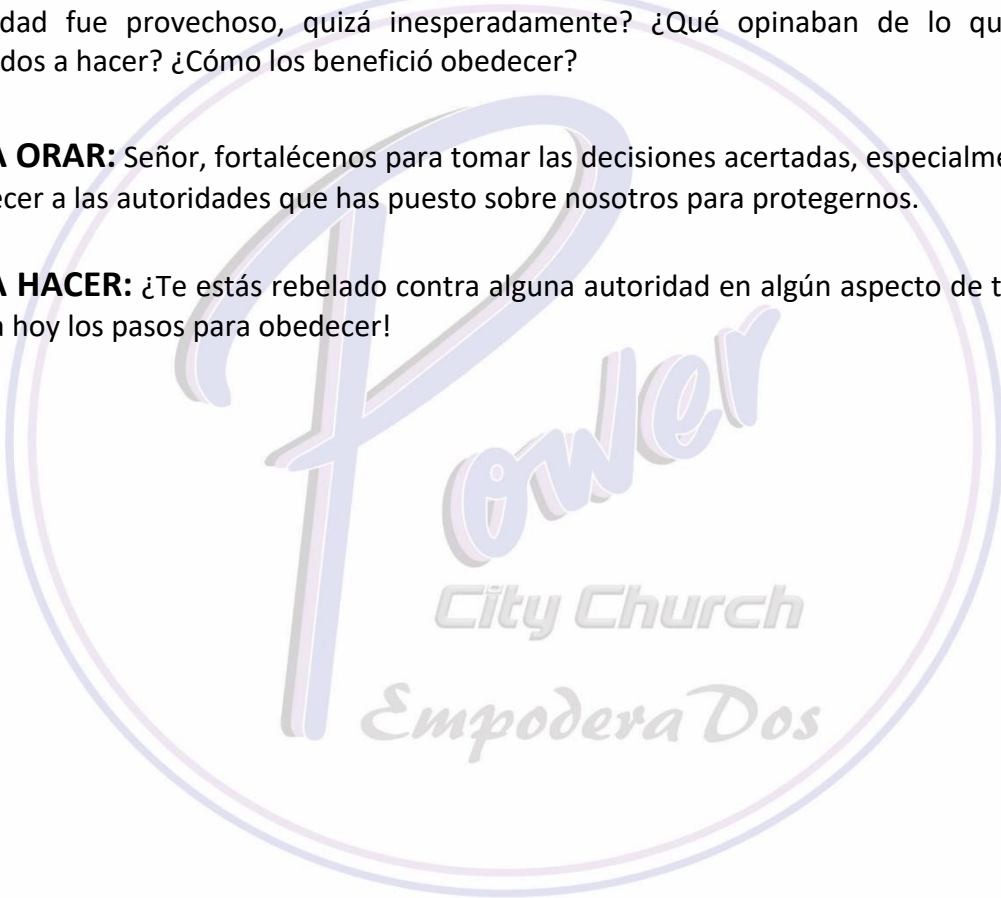 dad fue provechoso, quizá inesperadamente? ¿Qué opinaban de lo qu
dos a hacer? ¿Cómo los benefició obedecer?
A ORAR: Señor, fortalécenos para tomar las decisiones acertadas, especialme
ecer a las autoridades que has puesto sobre nosotros para protegernos.
A HACER: ¿Te estás rebelado contra alguna autoridad en algún aspecto de t
hoy los pasos para obedecer!
Power
City Church
EmpoderaDos